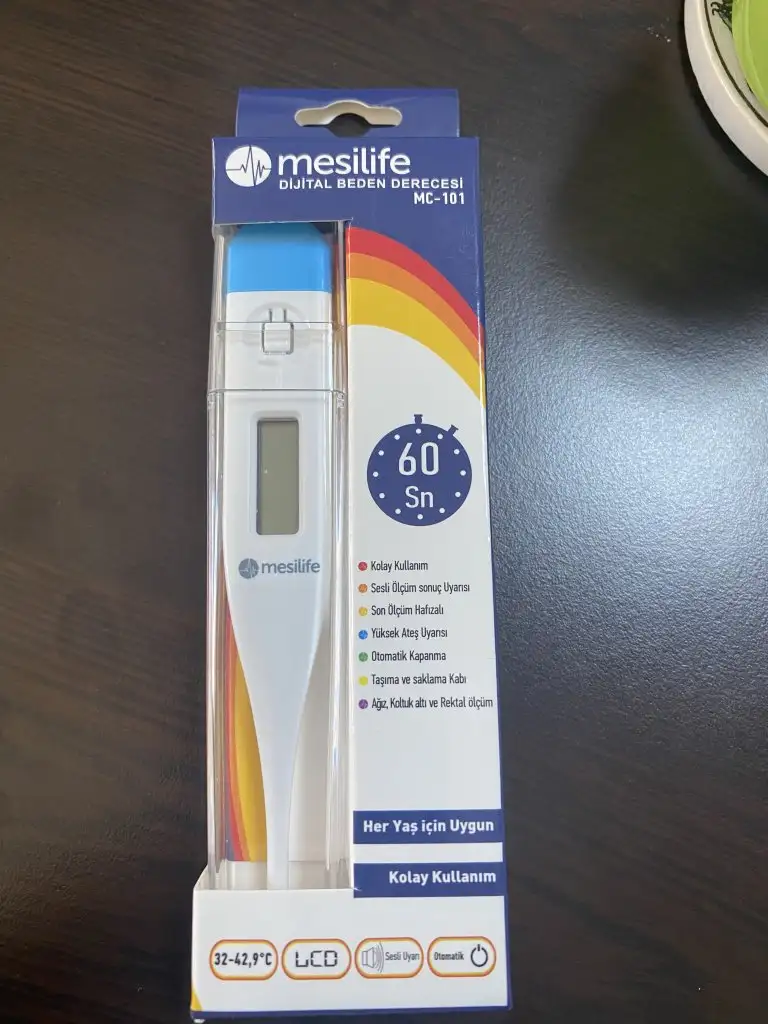 mesilife
DİJİTAL BEDEN DERECESİ
MC-101
60
Sn
mesilife
Kolay Kullanım
Sesli Ölçüm sonuç Uyarısı
Son Ölçüm Hafızalı
Yüksek Ateş Uyarısı
Otomatik Kapanma
Taşıma ve saklama Kabı
Ağız, Koltuk altı ve Rektal ölçüm
Her Yaş için Uygun
Kolay Kullanım
32-42,9°C
LCD
Sesli Uyarı
Otomatik